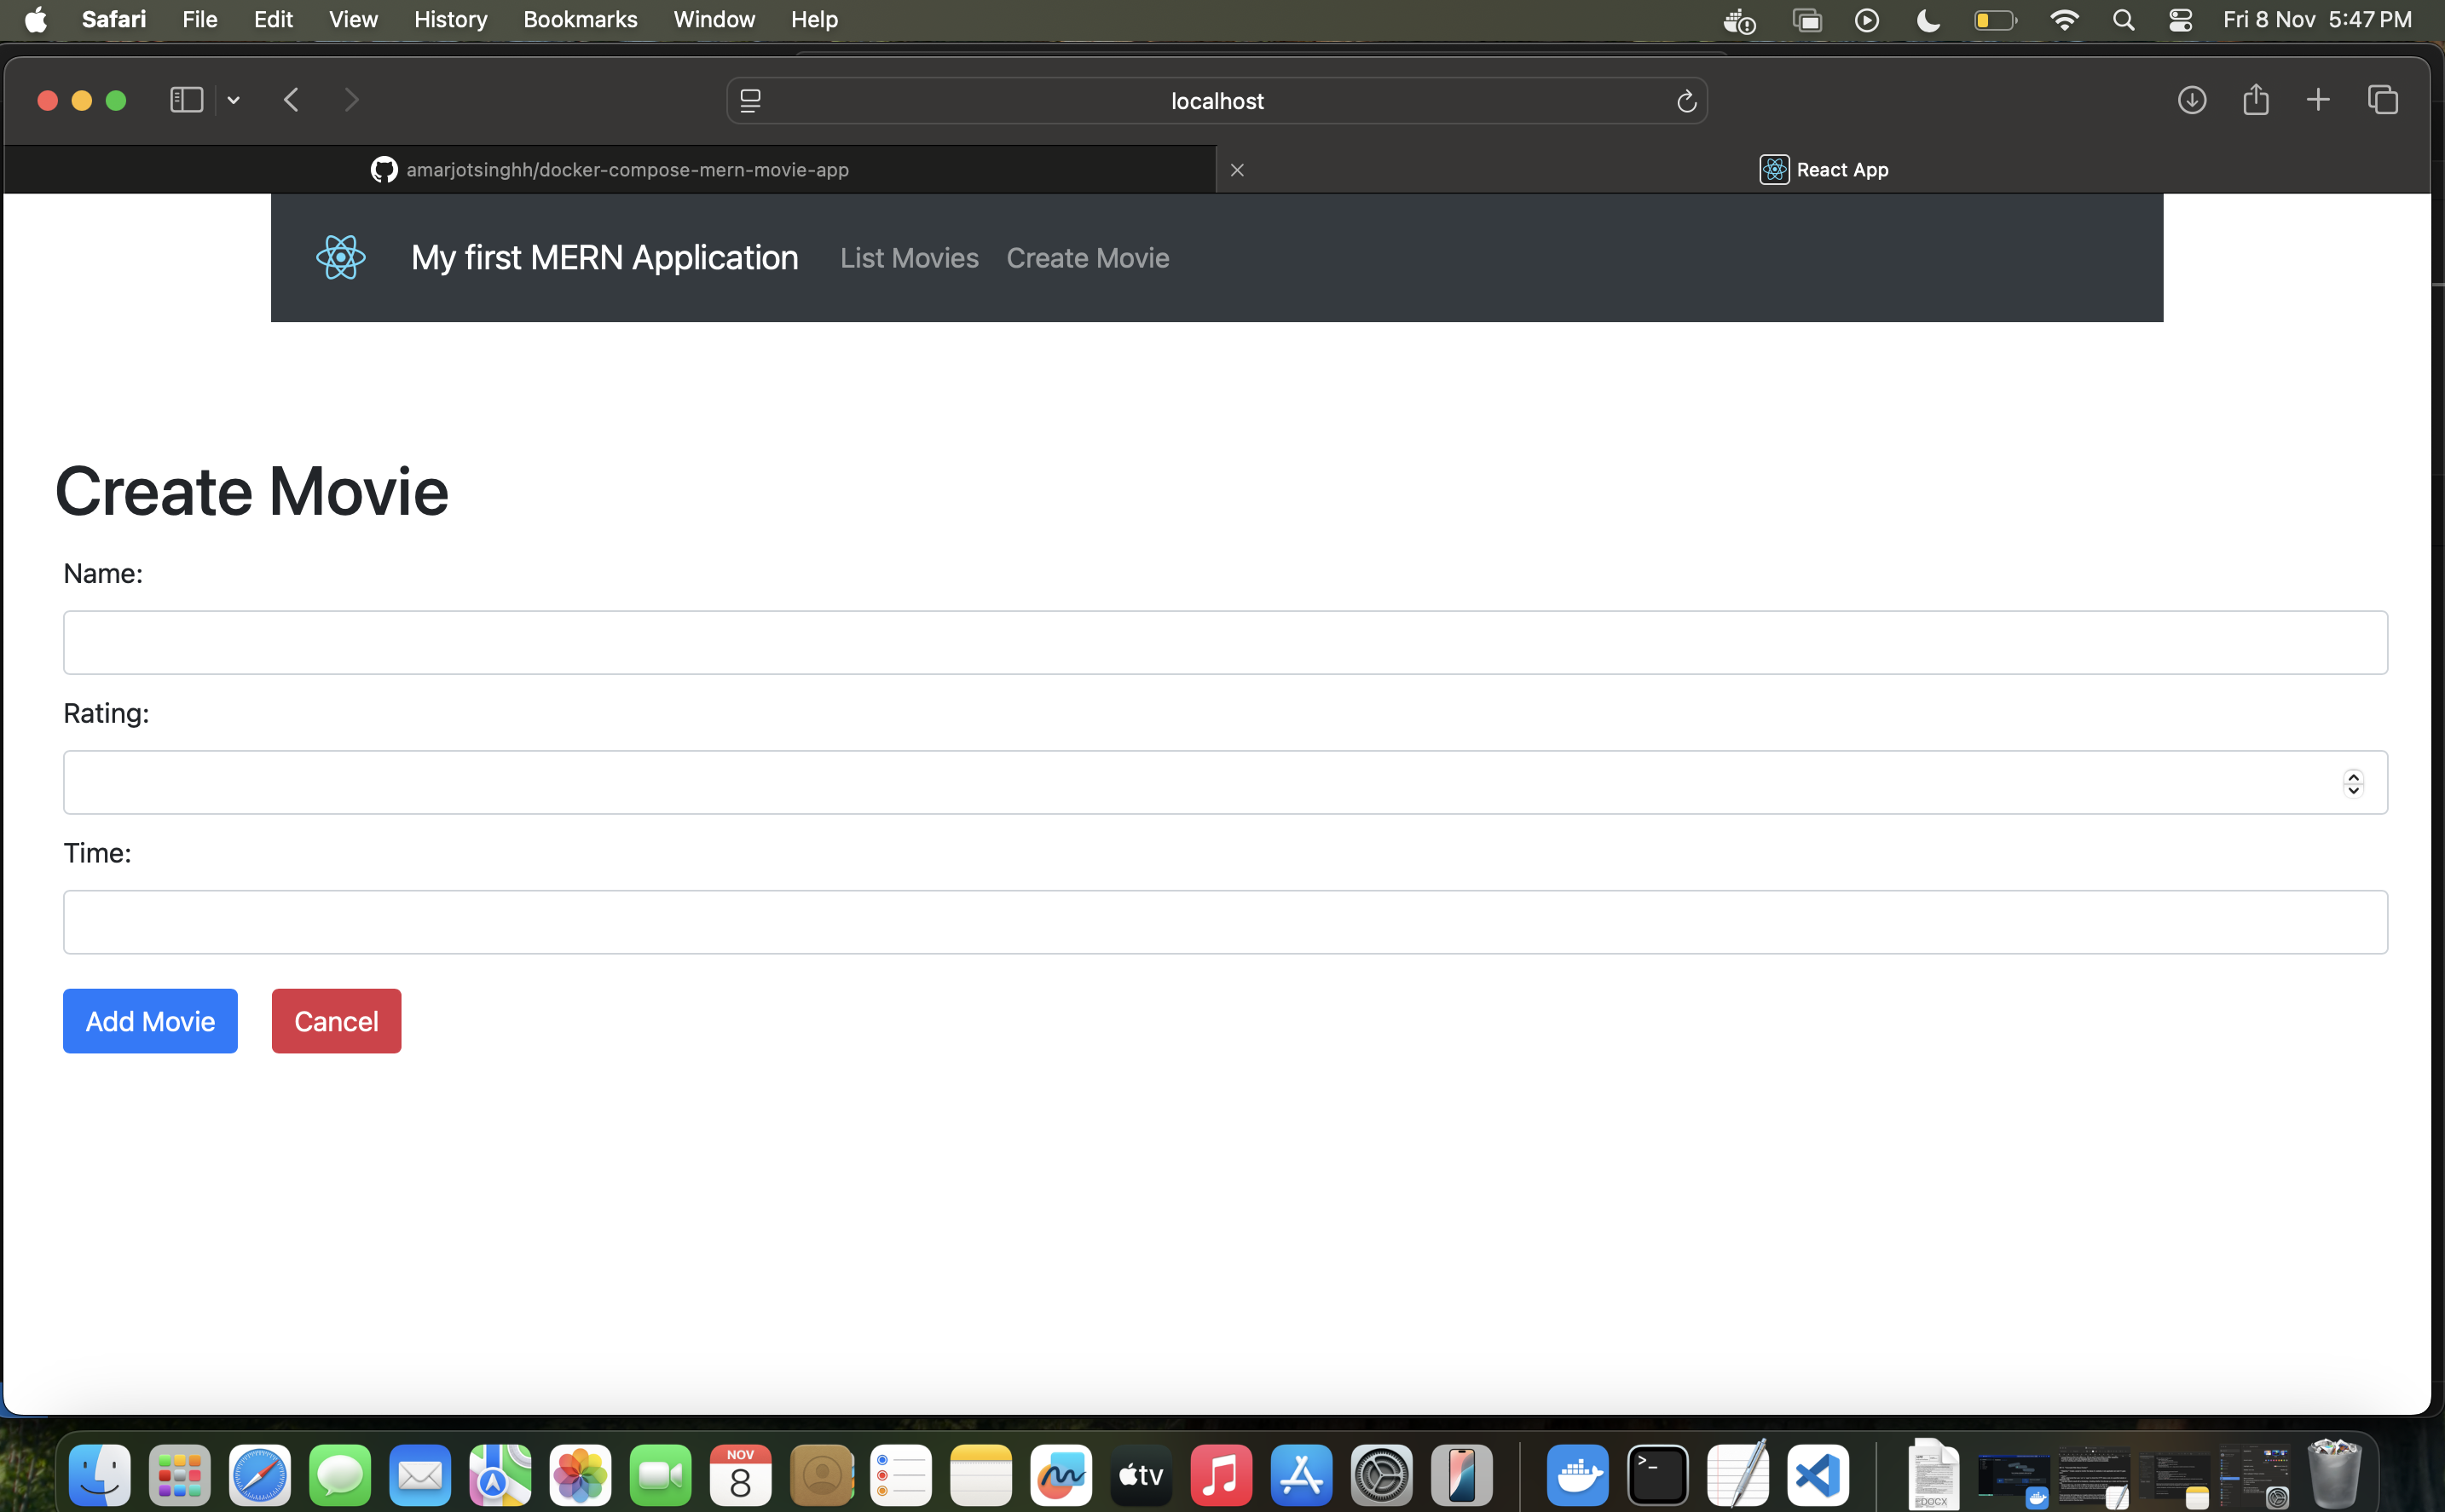 Safari File Edit View History Bookmarks Window Help Fri 8 Nov 5:47 PM
localhost
amarjotsinghh/docker-compose-mern-movie-app React App
My first MERN Application List Movies Create Movie
Create Movie
Name:
Rating:
Time:
Add Movie Cancel
NOV
8
tv
DOCX